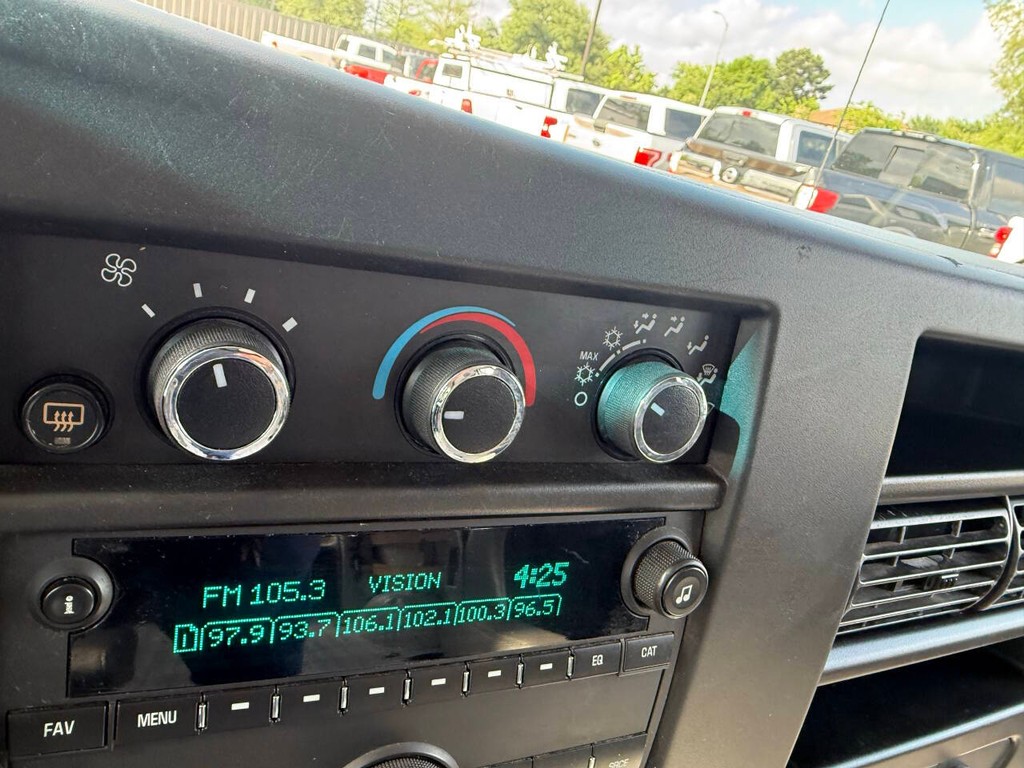 MAX
FM 105.3 VISION 4:25
1 97.9 93.7 106.1 102.1 100.3 96.5
FAV MENU EQ CAT